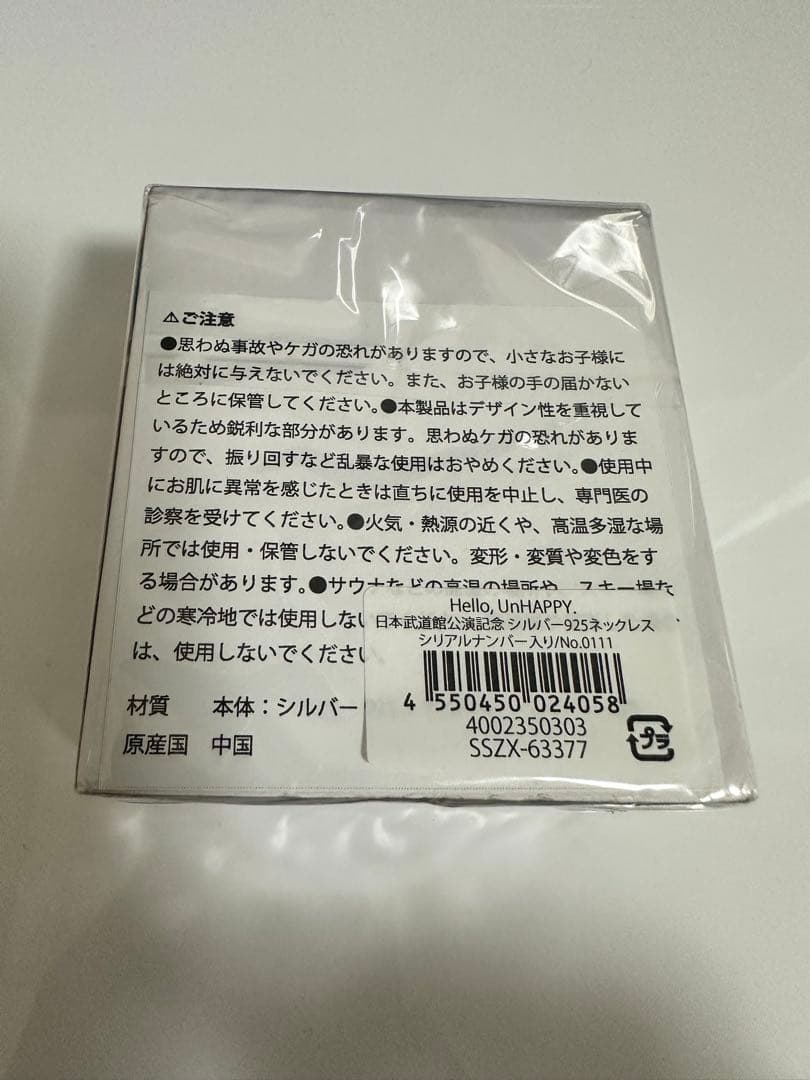 ⚠ご注意
●思わぬ事故やケガの恐れがありますので、小さなお子様に
は絶対に与えないでください。また、お子様の手の届かない
ところに保管してください。●本製品はデザイン性を重視して
いるため鋭利な部分があります。思わぬケガの恐れがありま
すので、振り回すなど乱暴な使用はおやめください。●使用中
にお肌に異常を感じたときは直ちに使用を中止し、専門医の
診察を受けてください。●火気・熱源の近くや、高温多湿な場
所では使用・保管しないでください。変形・変質や変色をす
る場合があります。●サウナなどの高温の場所や、スキー場な
どの寒冷地では使用しない
は、使用しないでください
材質 本体：シルバー
原産国 中国
Hello, UnHAPPY.
日本武道館公演記念 シルバー925ネックレス
シリアルナンバー入り/No.0111
4 550450 024058
4002350303
SSZX-63377
プラ